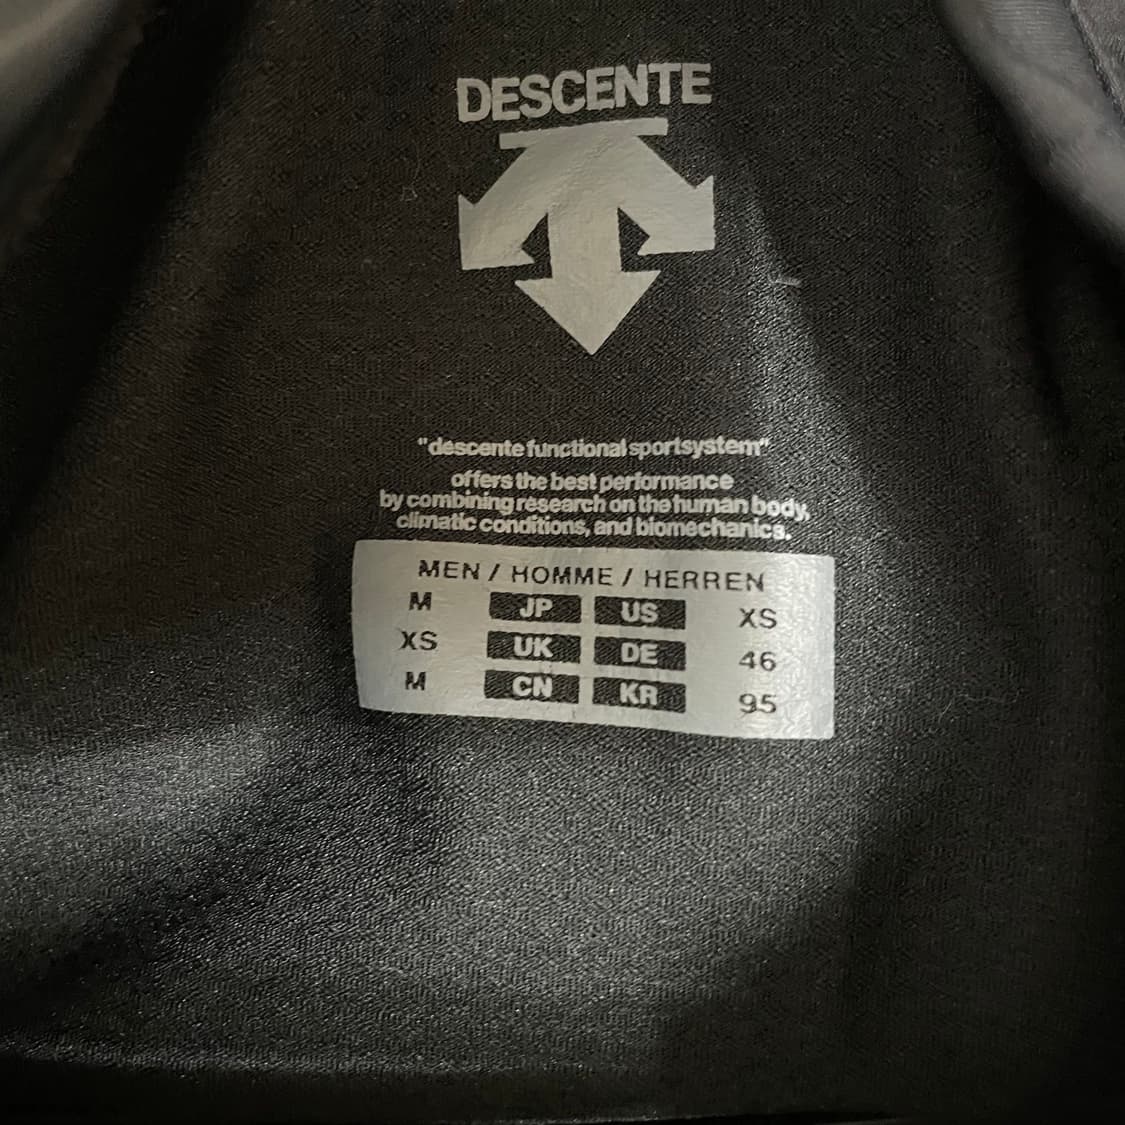 DESCENTE
"descente functional sportsystem"
offers the best performance
by combining research on the human body,
climatic conditions, and biomechanics.
MEN / HOMME / HERREN
M JP US XS
XS UK DE 46
M CN KR 95